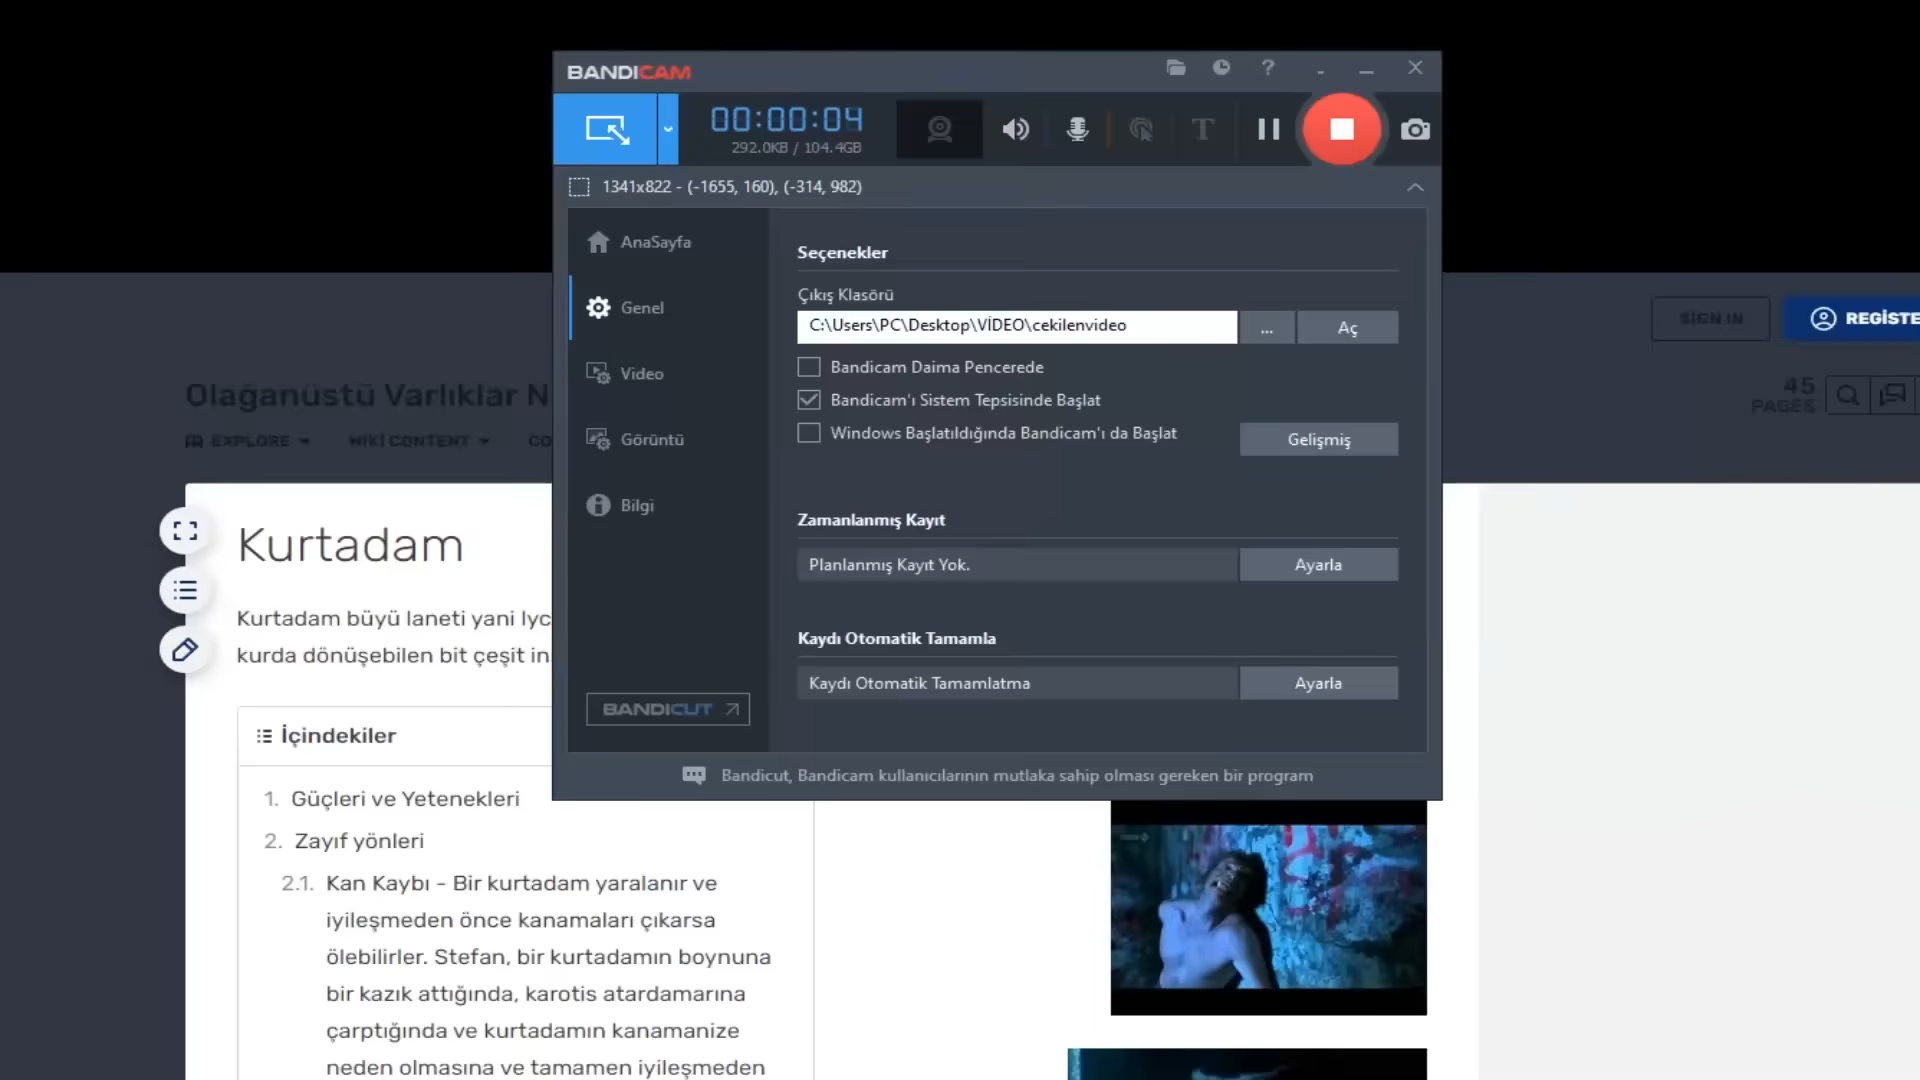 BANDICAM
?
00:00:04
292.0KB / 104.4GB
T
1341x822 - (-1655, 160), (-314, 982)
AnaSayfa
Genel
Video
Görüntü
Bilgi
BANDICUT
Seçenekler
Çıkış Klasörü
C:\Users\PC\Desktop\VİDEO\cekilenvideo
...
Aç
Bandicam Daima Pencerede
Bandicam'ı Sistem Tepsisinde Başlat
Windows Başlatıldığında Bandicam'ı da Başlat
Gelişmiş
Zamanlanmış Kayıt
Planlanmış Kayıt Yok.
Ayarla
Kaydı Otomatik Tamamla
Kaydı Otomatik Tamamlatma
Ayarla
Bandicut, Bandicam kullanıcılarının mutlaka sahip olması gereken bir program
SİGN İN
REGİSTE
Olağanüstü Varlıklar N
45
PAGES
EXPLORE
WİKİ CONTENT
CO
Kurtadam
Kurtadam büyü laneti yani lyc
kurda dönüşebilen bit çeşit in
İçindekiler
1. Güçleri ve Yetenekleri
2. Zayıf yönleri
2.1. Kan Kaybı - Bir kurtadam yaralanır ve
iyileşmeden önce kanamaları çıkarsa
ölebilirler. Stefan, bir kurtadamın boynuna
bir kazık attığında, karotis atardamarına
çarptığında ve kurtadamın kanamanize
neden olmasına ve tamamen iyileşmeden